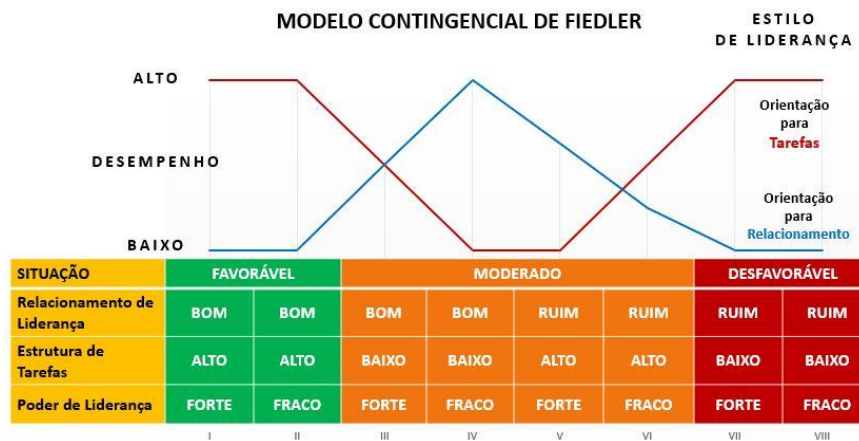 MODELO CONTINGENCIAL DE FIEDLER
ESTILO
DE LIDERANÇA
ALTO
DESEMPENHO
BAIXO
Orientação
para
Tarefas
Orientação
para
Relacionamento
SITUAÇÃO FAVORÁVEL MODERADO DESFAVORÁVEL
Relacionamento de
Liderança BOM BOM BOM BOM RUIM RUIM RUIM RUIM
Estrutura de
Tarefas ALTO ALTO BAIXO BAIXO ALTO ALTO BAIXO BAIXO
Poder de Liderança FORTE FRACO FORTE FRACO FORTE FRACO FORTE FRACO
I II III IV V VI VII VIII